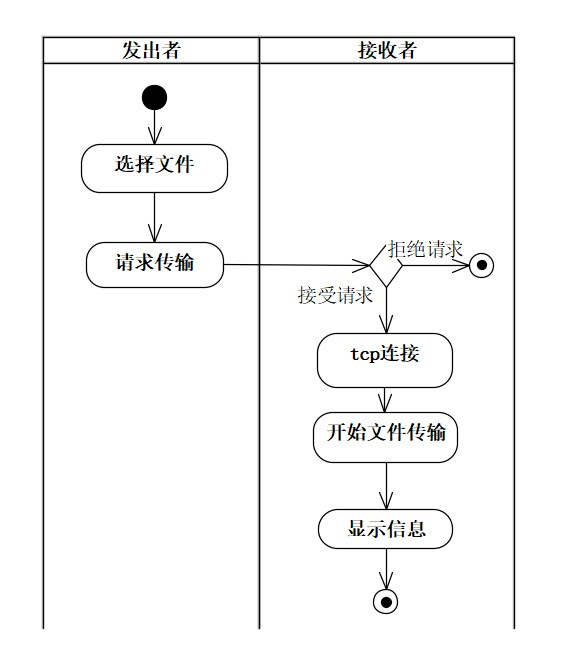 发出者
接收者
选择文件
请求传输
拒绝请求
接受请求
tcp连接
开始文件传输
显示信息